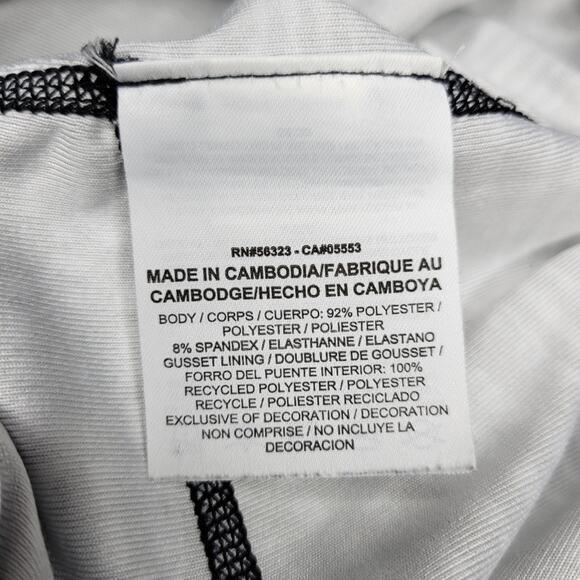 RN#56323 - CA#05553
MADE IN CAMBODIA/FABRIQUE AU
CAMBODGE/HECHO EN CAMBOYA
BODY / CORPS / CUERPO: 92% POLYESTER /
POLYESTER / POLIESTER
8% SPANDEX / ELASTHANNE / ELASTANO
GUSSET LINING / DOUBLURE DE GOUSSET /
FORRO DEL PUENTE INTERIOR: 100%
RECYCLED POLYESTER / POLYESTER
RECYCLE / POLIESTER RECICLADO
EXCLUSIVE OF DECORATION / DECORATION
NON COMPRISE / NO INCLUYE LA
DECORACION